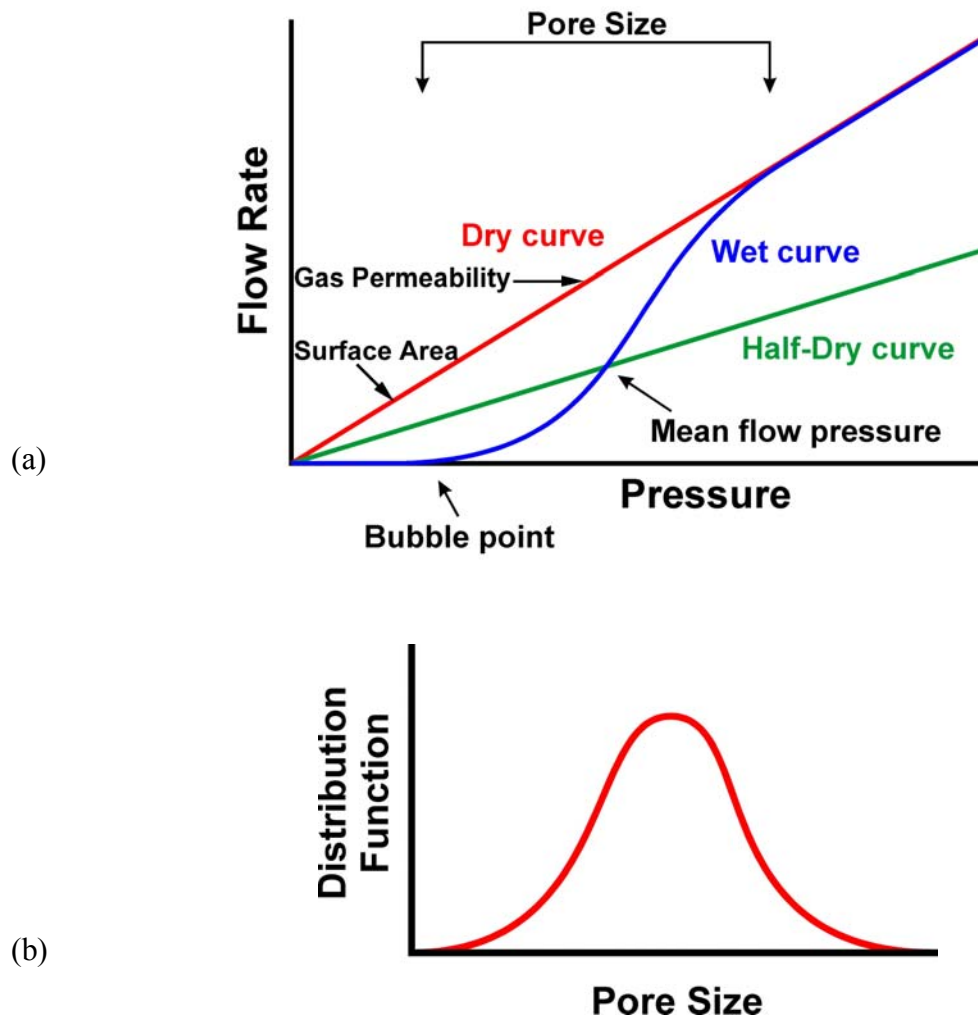 Pore Size
Flow Rate
Dry curve
Wet curve
Gas Permeability
Surface Area
Half-Dry curve
Mean flow pressure
(a)
Pressure
Bubble point
Distribution
Function
(b)
Pore Size